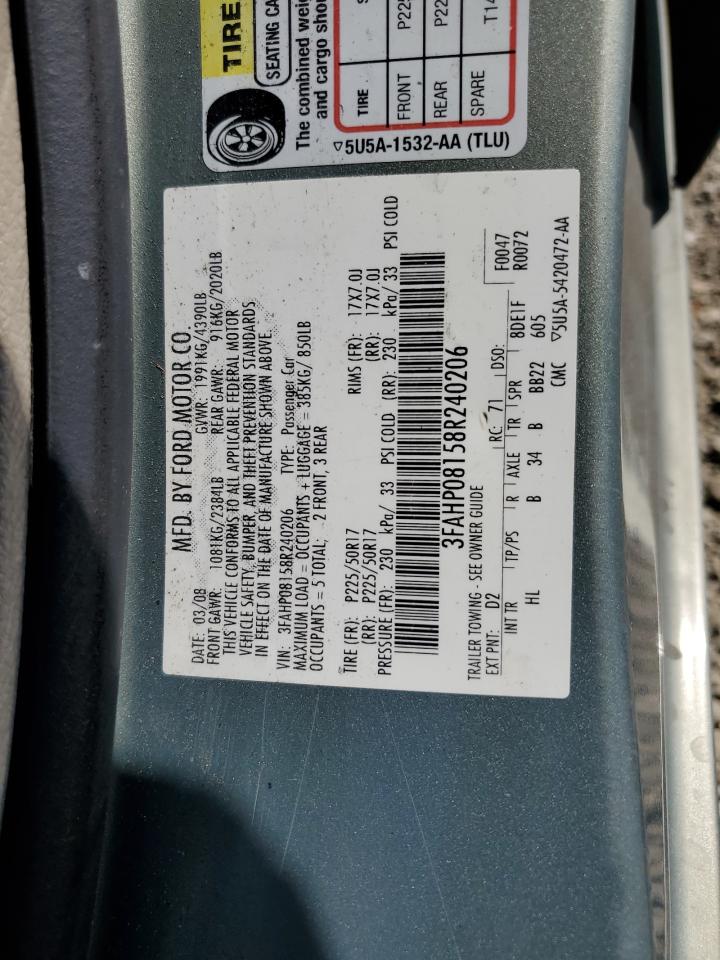 MFD. BY FORD MOTOR CO.
DATE: 03/08 GVWR: 1991KG/4390LB
FRONT GAWR: 1081KG/2384LB REAR GAWR: 916KG/2020LB
THIS VEHICLE CONFORMS TO ALL APPLICABLE FEDERAL MOTOR
VEHICLE SAFETY, BUMPER, AND THEFT PREVENTION STANDARDS
IN EFFECT ON THE DATE OF MANUFACTURE SHOWN ABOVE.
VIN: 3FAHP08158R240206 TYPE: Passenger Car
MAXIMUM LOAD = OCCUPANTS + LUGGAGE = 385KG/ 850LB
OCCUPANTS = 5 TOTAL; 2 FRONT, 3 REAR
TIRE (FR): P225/50R17 RIMS (FR): 17X7.0J
(RR): P225/50R17 (RR): 17X7.0J
PRESSURE (FR): 230 kPa/ 33 PSI COLD (RR): 230 kPa/ 33 PSI COLD
3FAHP08158R240206
TRAILER TOWING - SEE OWNER GUIDE
EXT PNT: D2 RC: 71 DSO: F0047
R0072
INT TR TP/PS R AXLE TR SPR 8DE1F
HL B 34 B BB22 605
CMC ▽5U5A-5420472-AA
TIRE
SEATING CA
The combined wei
and cargo shou
TIRE S
FRONT P225
REAR P22
SPARE T14
▽5U5A-1532-AA (TLU)